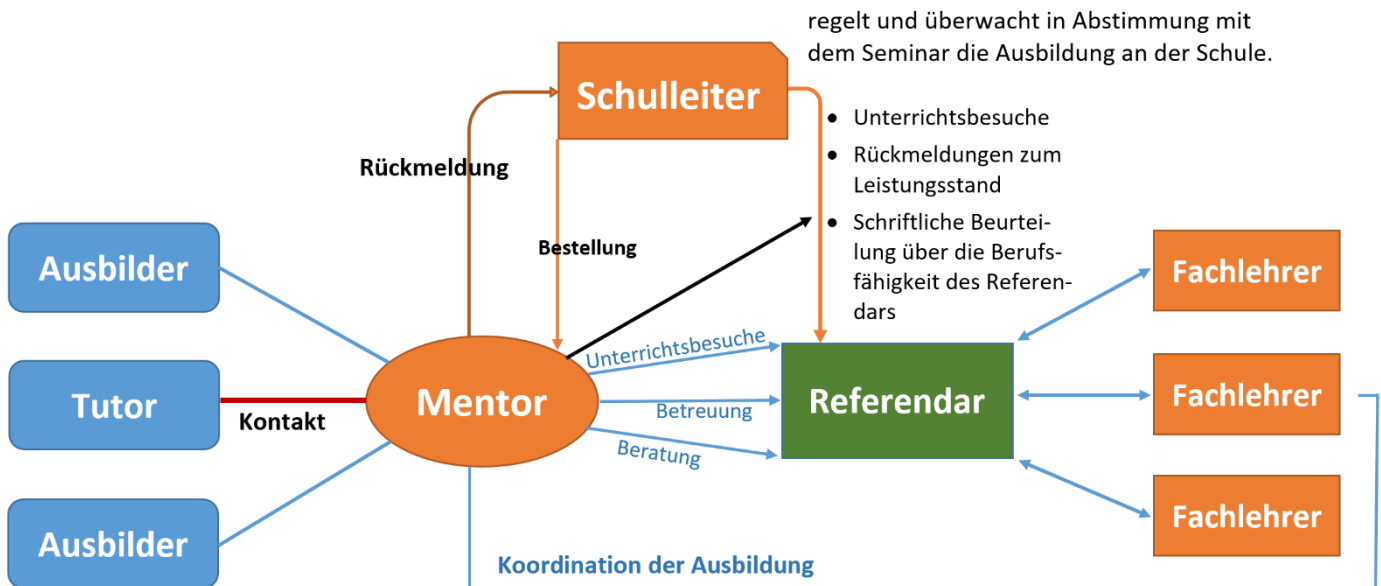 regelt und überwacht in Abstimmung mit
dem Seminar die Ausbildung an der Schule.
Schulleiter
• Unterrichtsbesuche
• Rückmeldungen zum
Leistungsstand
• Schriftliche Beurtei-
lung über die Berufs-
fähigkeit des Referen-
dars
Rückmeldung
Bestellung
Ausbilder
Fachlehrer
Unterrichtsbesuche
Tutor
Kontakt
Mentor
Betreuung
Referendar
Fachlehrer
Beratung
Ausbilder
Fachlehrer
Koordination der Ausbildung